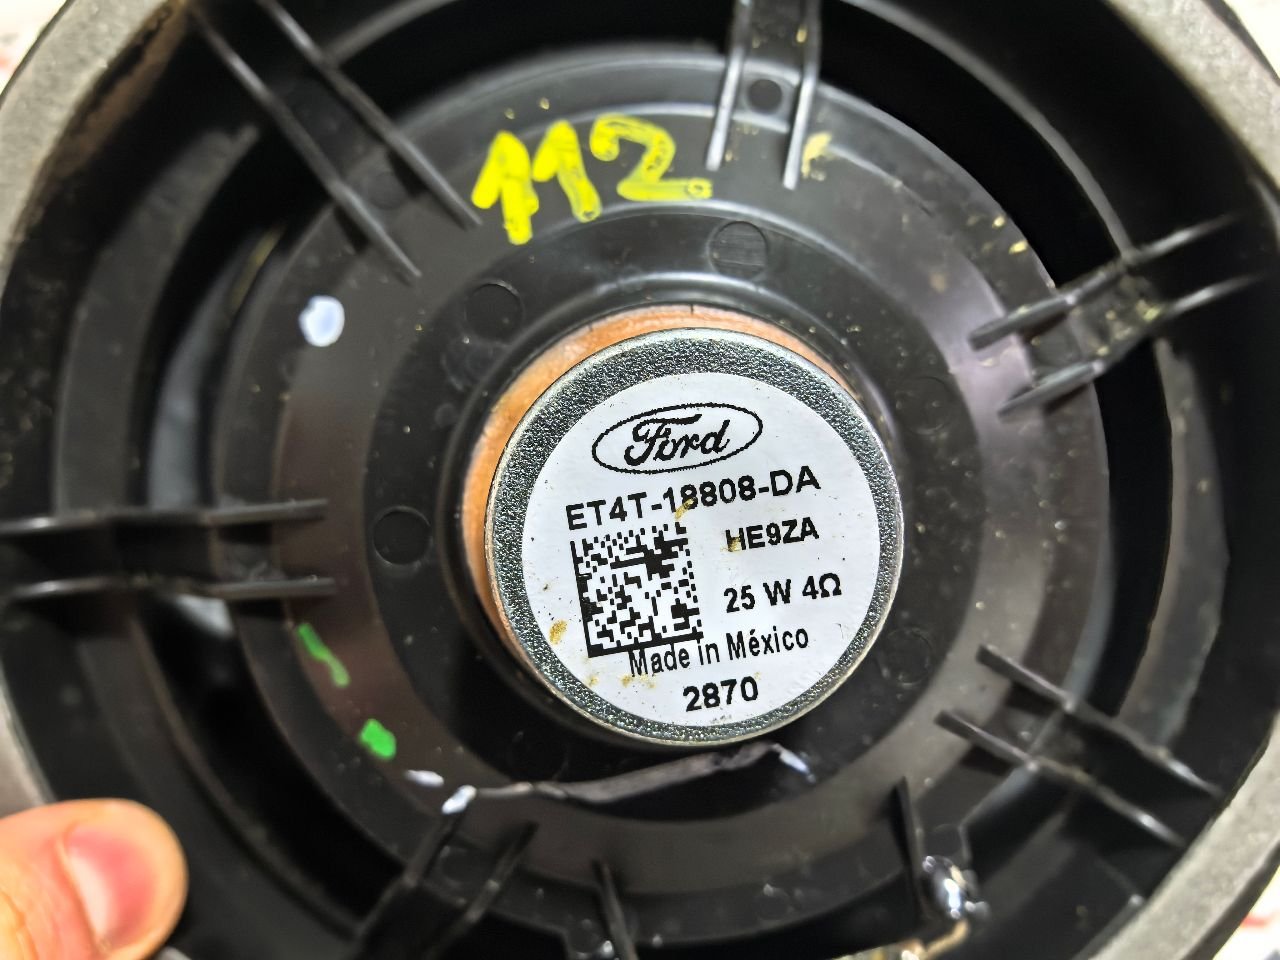 112
Ford
ET4T-18808-DA
HE9ZA
25 W 4Ω
Made in México
2870